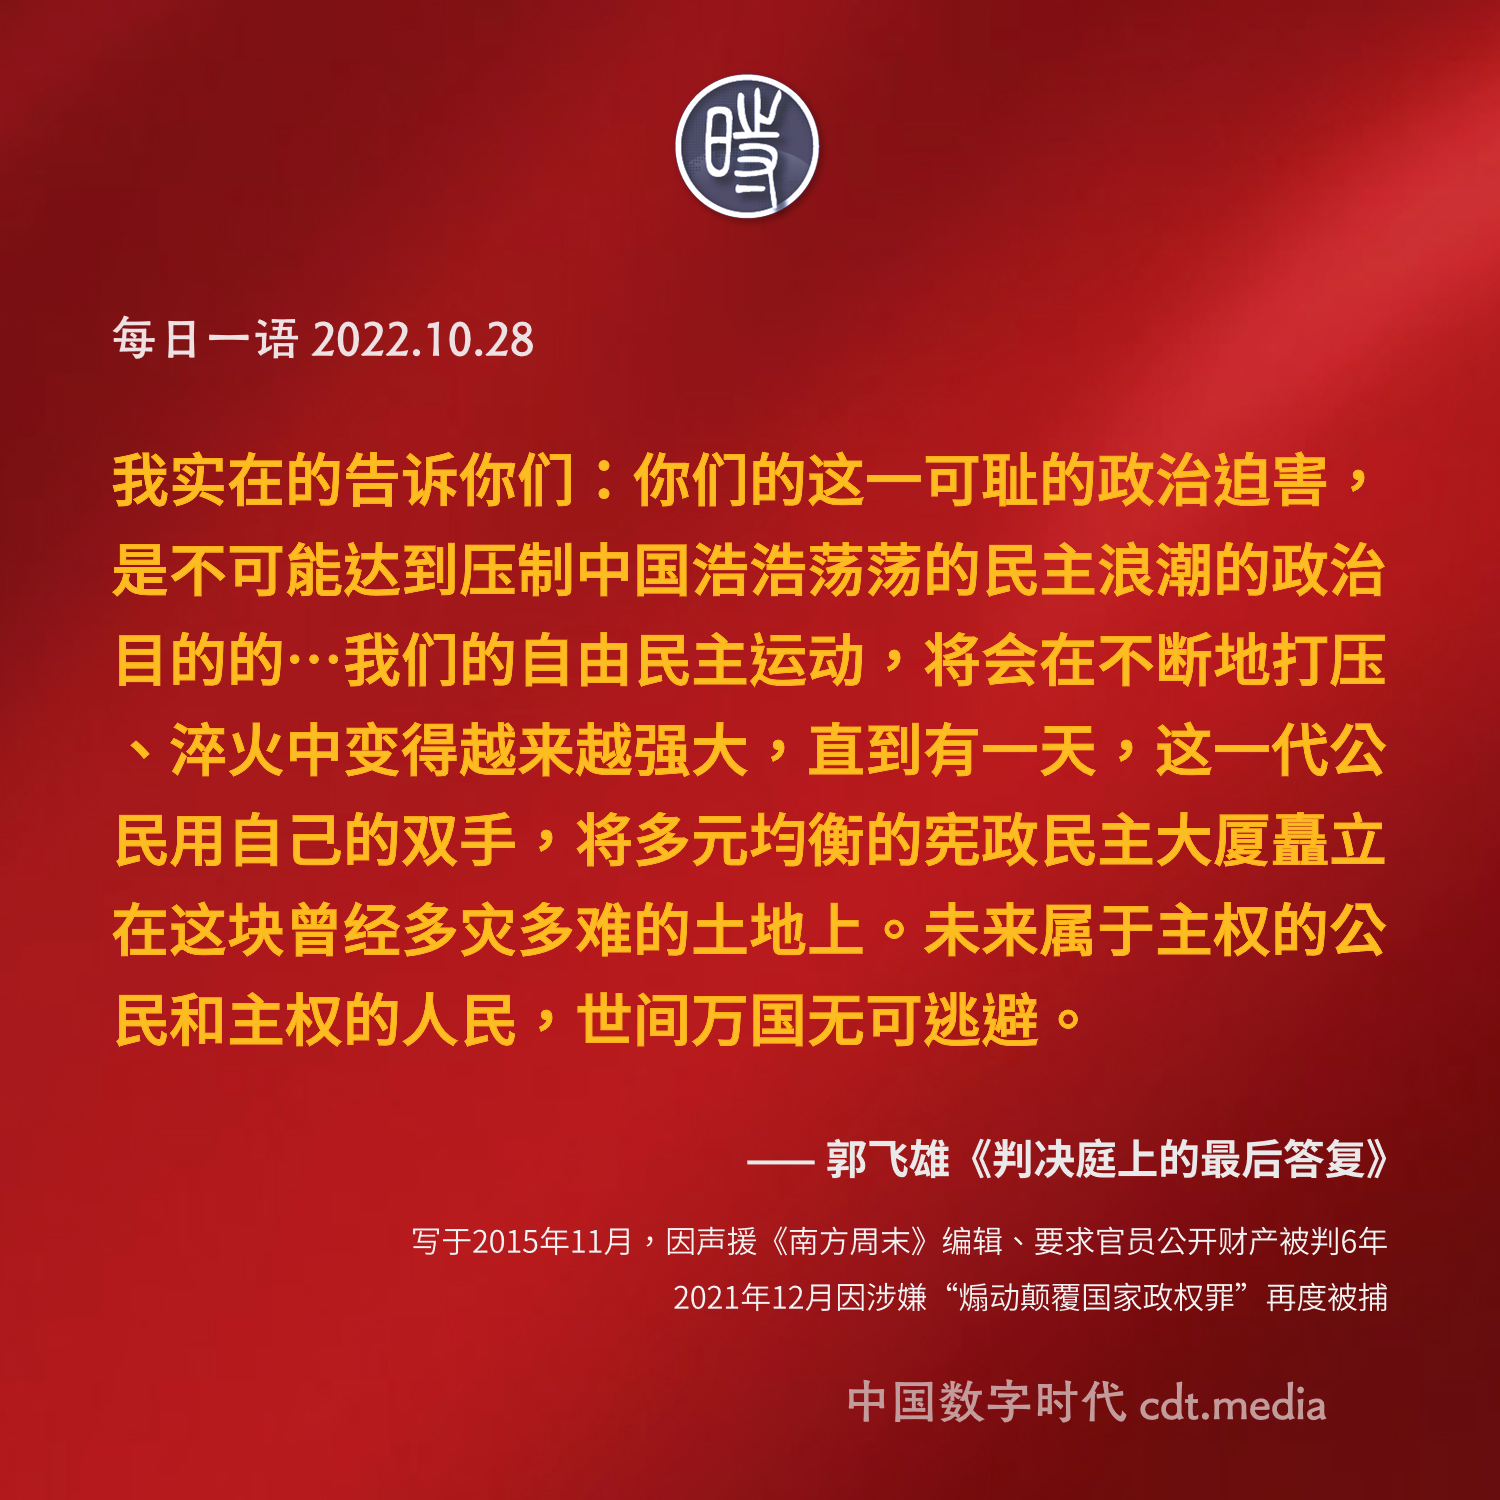 時
每日一语 2022.10.28
我实在的告诉你们：你们的这一可耻的政治迫害，
是不可能达到压制中国浩浩荡荡的民主浪潮的政治
目的的…我们的自由民主运动，将会在不断地打压
、淬火中变得越来越强大，直到有一天，这一代公
民用自己的双手，将多元均衡的宪政民主大厦矗立
在这块曾经多灾多难的土地上。未来属于主权的公
民和主权的人民，世间万国无可逃避。
—— 郭飞雄《判决庭上的最后答复》
写于2015年11月，因声援《南方周末》编辑、要求官员公开财产被判6年
2021年12月因涉嫌“煽动颠覆国家政权罪”再度被捕
中国数字时代 cdt.media